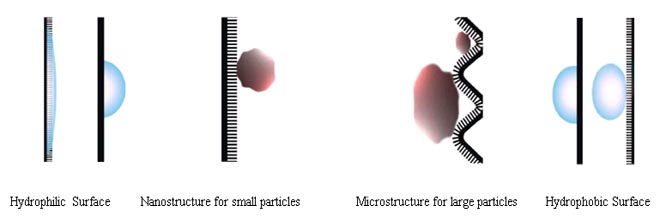 Hydrophilic Surface
Nanostructure for small particles
Microstructure for large particles
Hydrophobic Surface